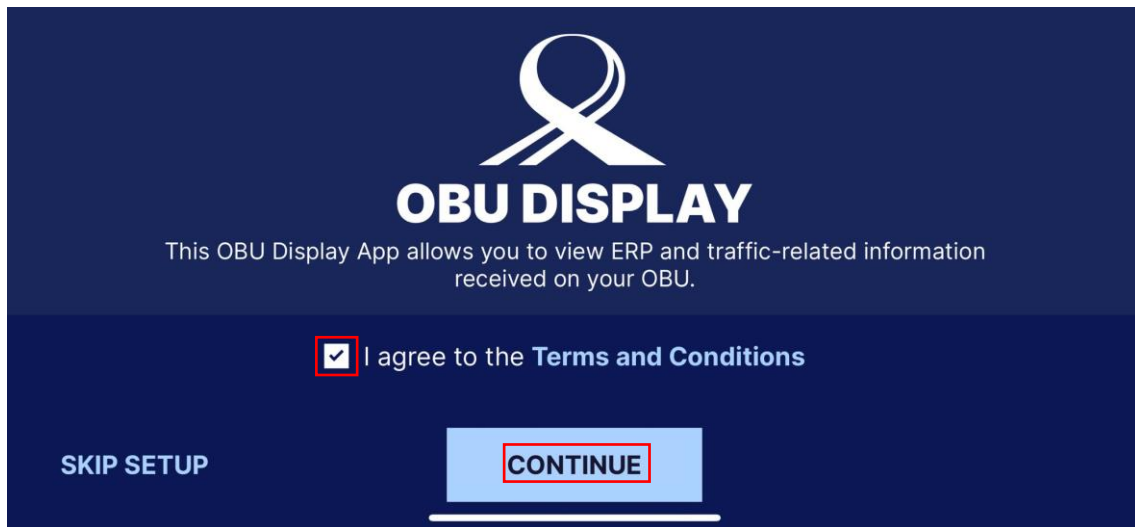 OBU DISPLAY
This OBU Display App allows you to view ERP and traffic-related information
received on your OBU.
I agree to the Terms and Conditions
SKIP SETUP
CONTINUE